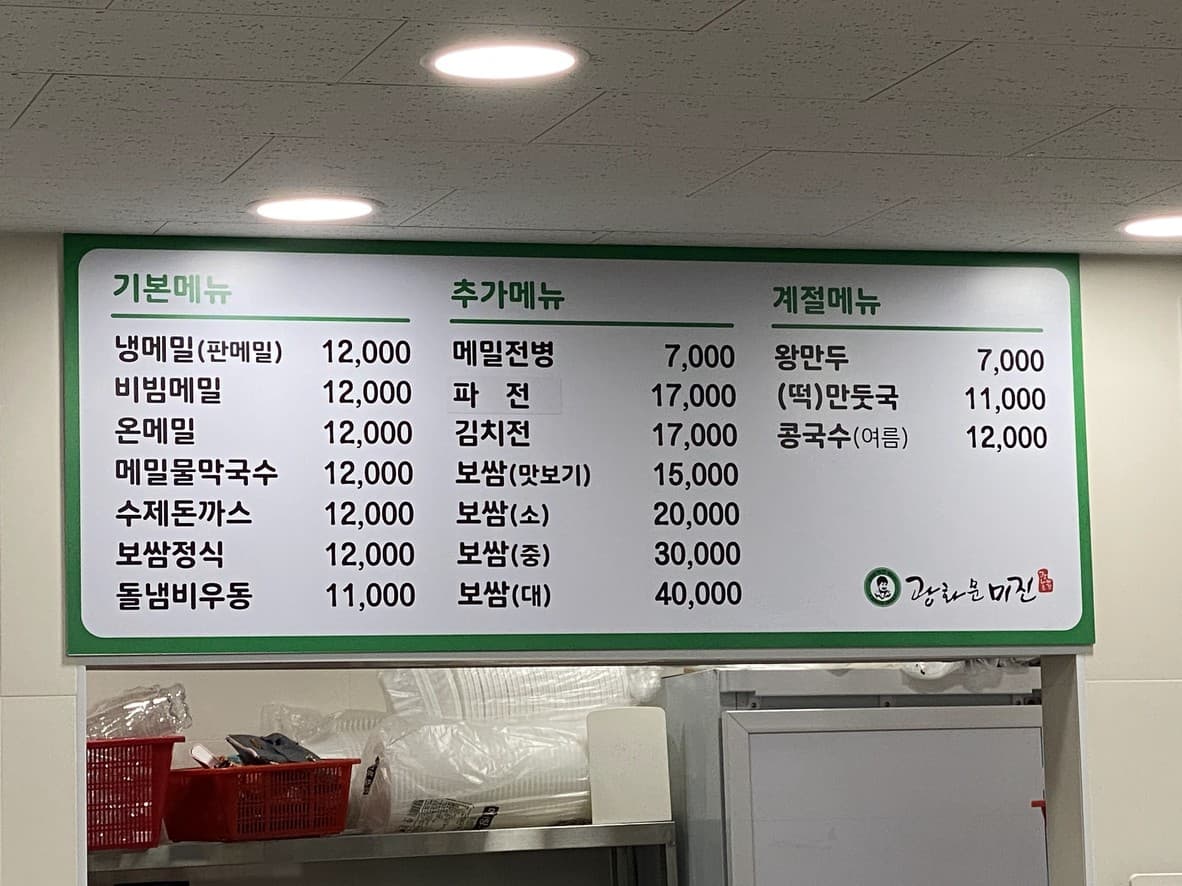 기본메뉴
냉메밀(판메밀) 12,000
비빔메밀 12,000
온메밀 12,000
메밀물막국수 12,000
수제돈까스 12,000
보쌈정식 12,000
돌냄비우동 11,000
추가메뉴
메밀전병 7,000
파 전 17,000
김치전 17,000
보쌈(맛보기) 15,000
보쌈(소) 20,000
보쌈(중) 30,000
보쌈(대) 40,000
계절메뉴
왕만두 7,000
(떡)만둣국 11,000
콩국수(여름) 12,000
광화문미진